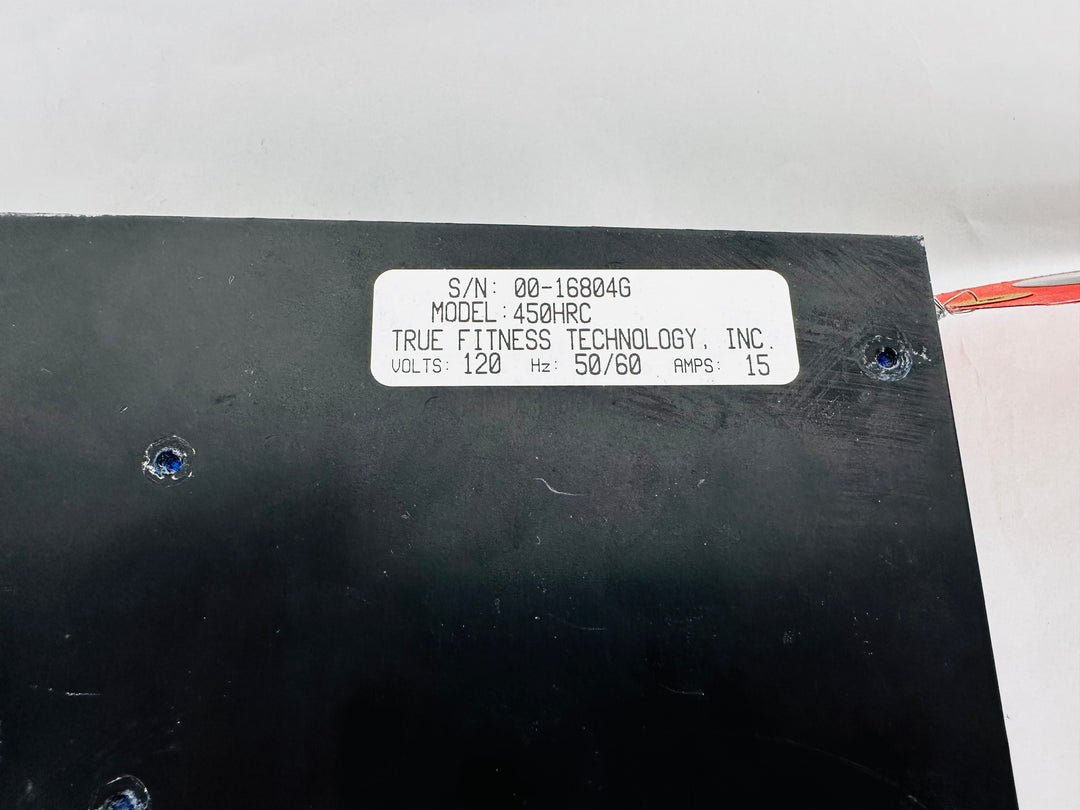 S/N: 00-16804G
MODEL:450HRC
TRUE FITNESS TECHNOLOGY, INC.
VOLTS: 120 Hz: 50/60 AMPS: 15